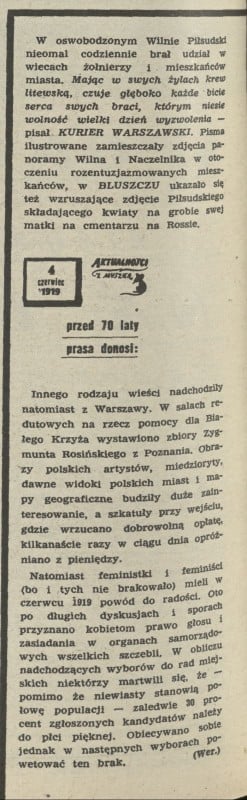 W oswobodzonym Wilnie Piłsudski
nieomal codziennie brał udział w
wiecach żołnierzy i mieszkańców
miasta. Mając w swych żyłach krew
litewską, czuje głęboko każde bicie
serca swych braci, którym niesie
wolność wielki dzień wyzwolenia —
pisał KURIER WARSZAWSKI. Pisma
ilustrowane zamieszczały zdjęcia pa-
noramy Wilna i Naczelnika w oto-
czeniu rozentuzjazmowanych miesz-
kańców, w BLUSZCZU ukazało się
też wzruszające zdjęcie Piłsudskiego
składającego kwiaty na grobie swej
matki na cmentarzu na Rossie.
4
czerwiec
1919
AKTUALNOŚCI
Z MUSZKĄ
przed 70 laty
prasa donosi:
Innego rodzaju wieści nadchodziły
natomiast z Warszawy. W salach re-
dutowych na rzecz pomocy dla Bia-
łego Krzyża wystawiono zbiory Zyg-
munta Rosińskiego z Poznania. Obra-
zy polskich artystów, miedzioryty,
dawne widoki polskich miast i ma-
py geograficzne budziły duże zain-
teresowanie, a szkatuły przy wejściu,
gdzie wrzucano dobrowolną opłatę,
kilkanaście razy w ciągu dnia opróż-
niano z pieniędzy.
Natomiast feministki i feminiści
(bo i tych nie brakowało) mieli w
czerwcu 1919 powód do radości. Oto
po długich dyskusjach i sporach
przyznano kobietom prawo głosu i
zasiadania w organach samorządo-
wych wszelkich szczebli. W obliczu
nadchodzących wyborów do rad miej-
skich niektórzy martwili się, że —
pomimo że niewiasty stanowią po-
łowę populacji — zaledwie 30 pro-
cent zgłoszonych kandydatów należy
do płci pięknej. Obiecywano sobie
jednak w następnych wyborach po-
wetować ten brak.
(Wer.)